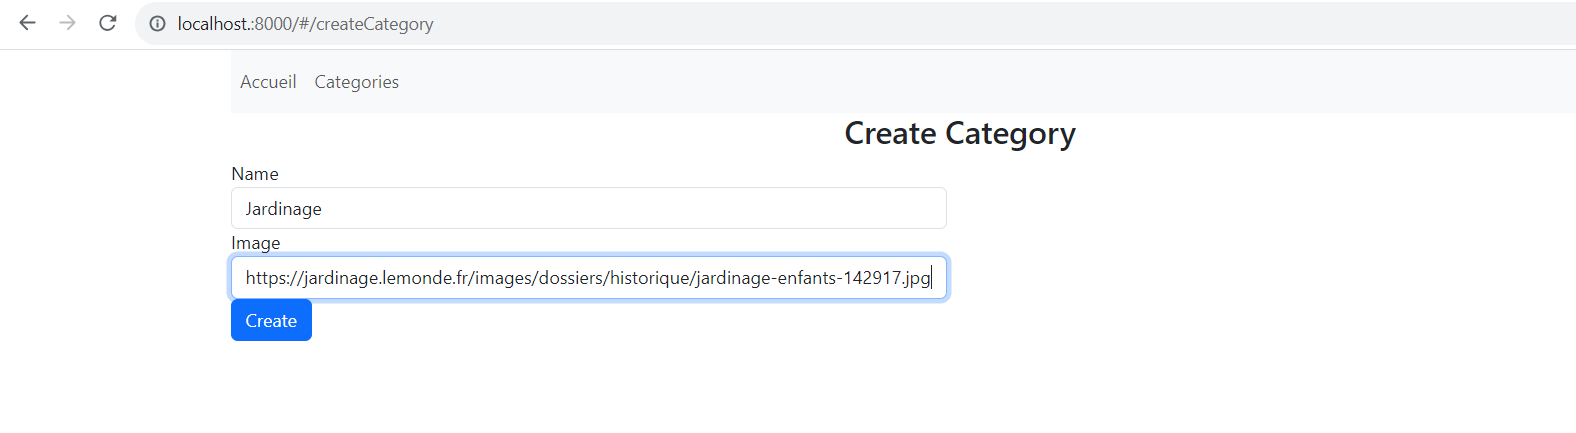 localhost.:8000/#/createCategory
Accueil Categories
Create Category
Name
Jardinage
Image
https://jardinage.lemonde.fr/images/dossiers/historique/jardinage-enfants-142917.jpg
Create